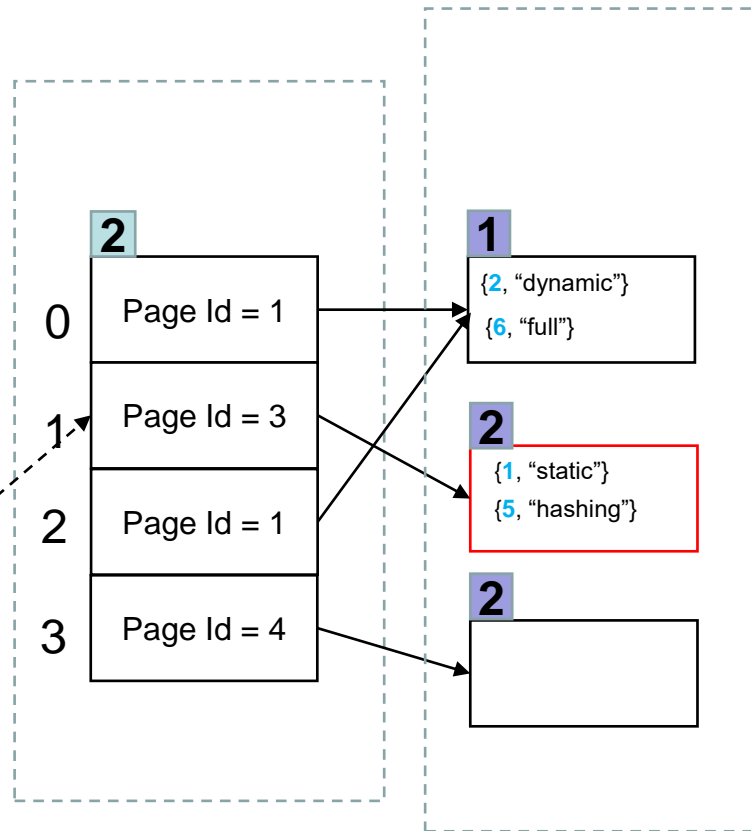 2
0
Page Id = 1
1
Page Id = 3
2
Page Id = 1
3
Page Id = 4
1
{2, “dynamic”}
{6, “full”}
2
{1, “static”}
{5, “hashing”}
2